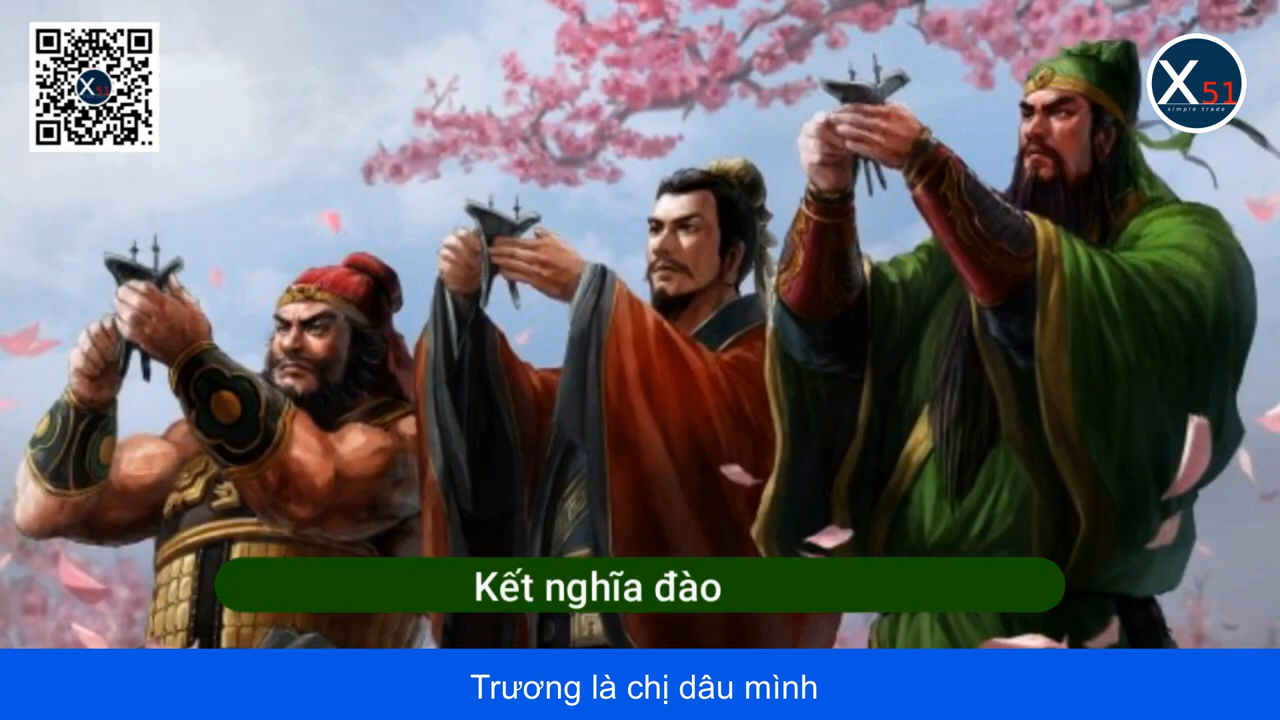 X51
simple trade
Kết nghĩa đào
Trương là chị dâu mình